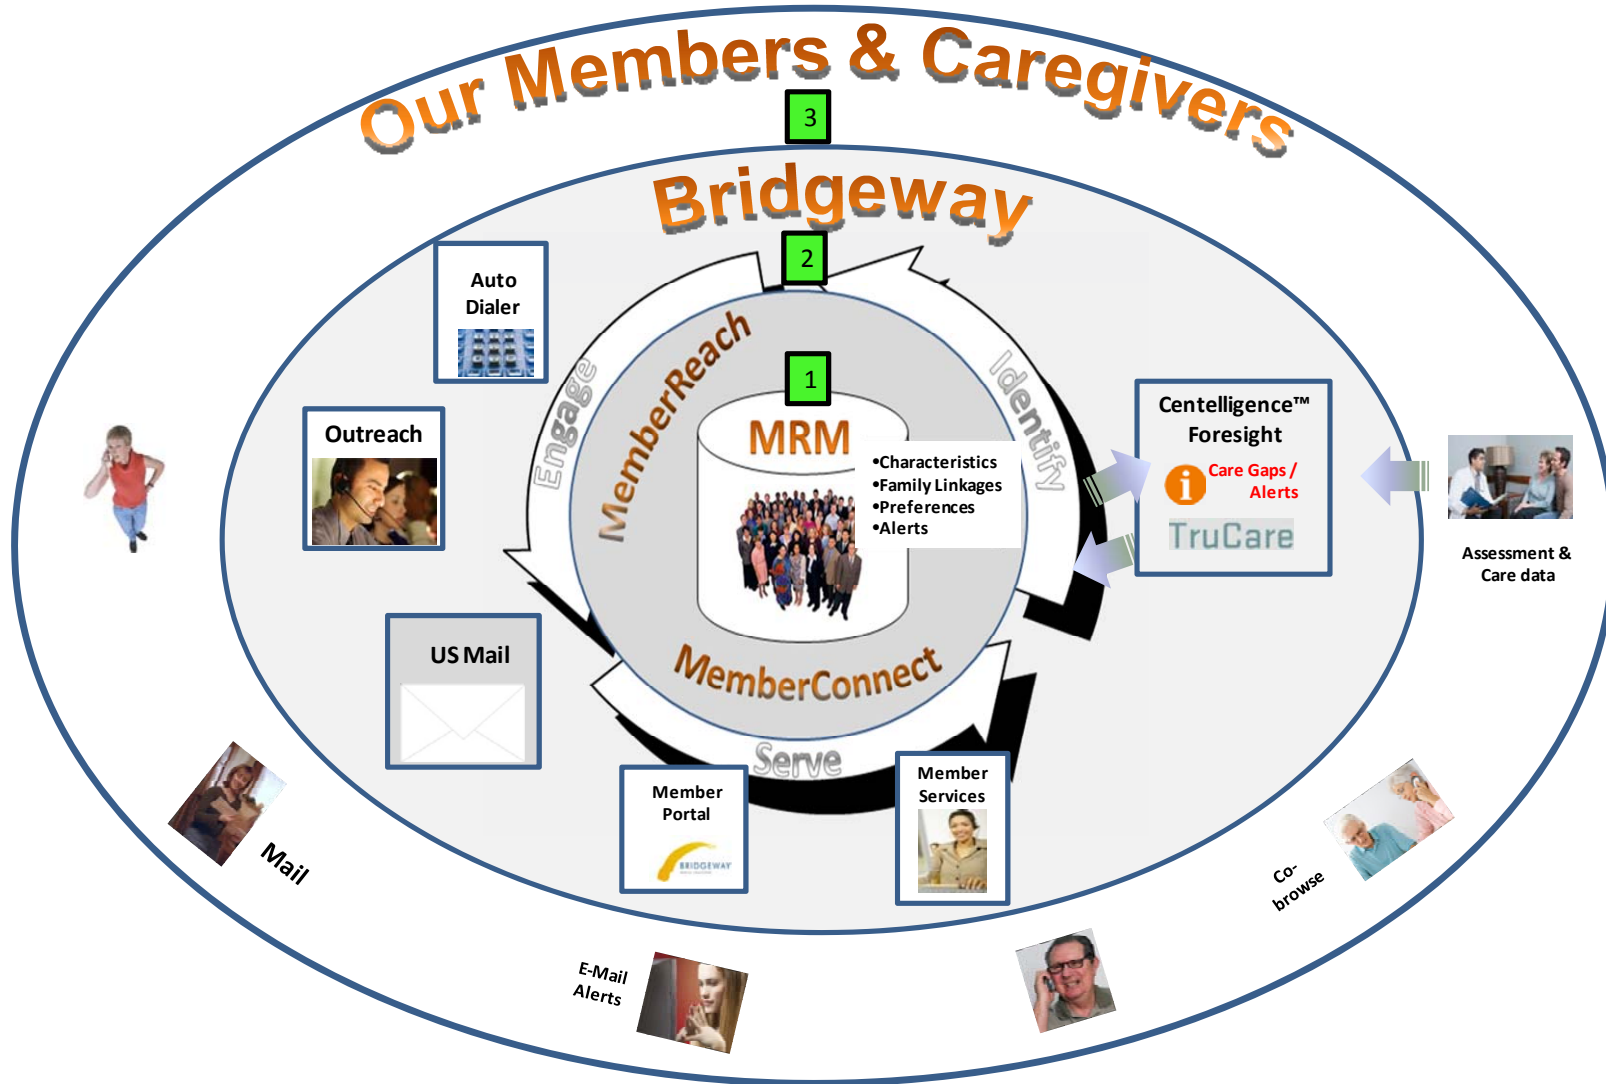 Our Members & Caregivers
3
Bridgeway
2
Auto
Dialer
MemberReach
Engage
Identify
1
MRM
•Characteristics
•Family Linkages
•Preferences
•Alerts
Centelligence™
Foresight
i
Care Gaps /
Alerts
TruCare
Outreach
Assessment &
Care data
US Mail
MemberConnect
Serve
Member
Portal
BRIDGEWAY
Member
Services
Mail
Co-
browse
E-Mail
Alerts